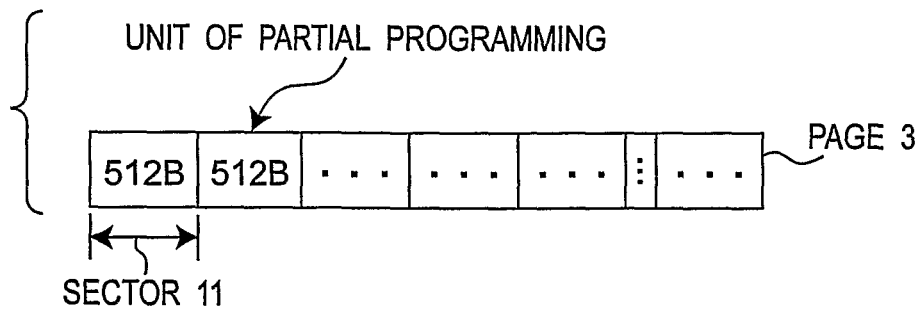 UNIT OF PARTIAL PROGRAMMING
512B 512B ... ... ... ⋮ ...
PAGE 3
SECTOR 11